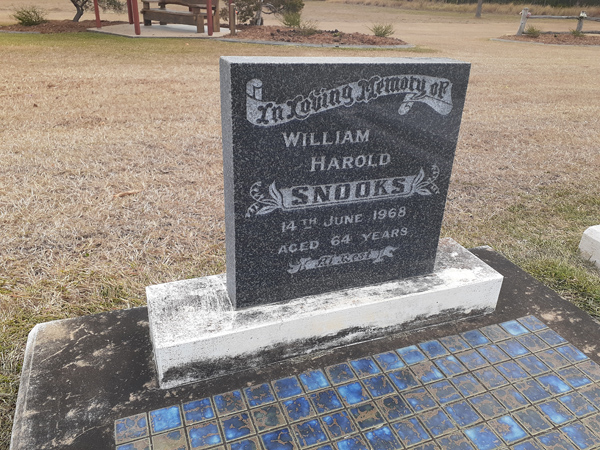 In Loving Memory of
WILLIAM
HAROLD
SNOOKS
14TH JUNE 1968
AGED 64 YEARS
At Rest